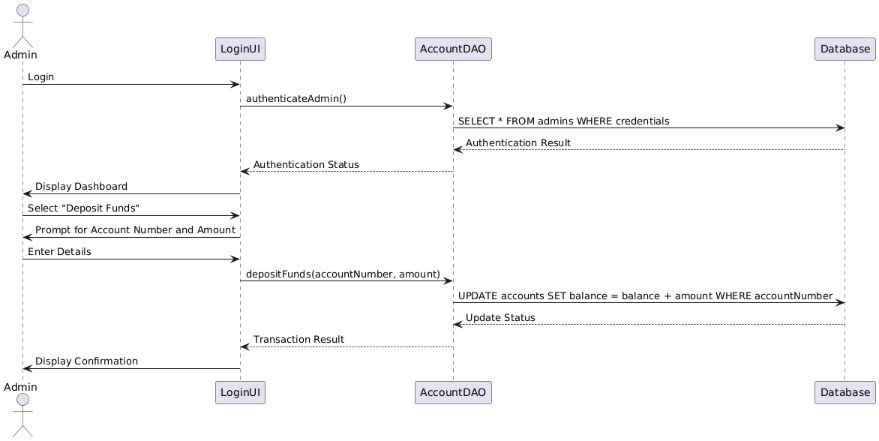 Admin
LoginUI
AccountDAO
Database
Login
authenticateAdmin()
SELECT * FROM admins WHERE credentials
Authentication Result
Authentication Status
Display Dashboard
Select "Deposit Funds"
Prompt for Account Number and Amount
Enter Details
depositFunds(accountNumber, amount)
UPDATE accounts SET balance = balance + amount WHERE accountNumber
Update Status
Transaction Result
Display Confirmation
Admin
LoginUI
AccountDAO
Database